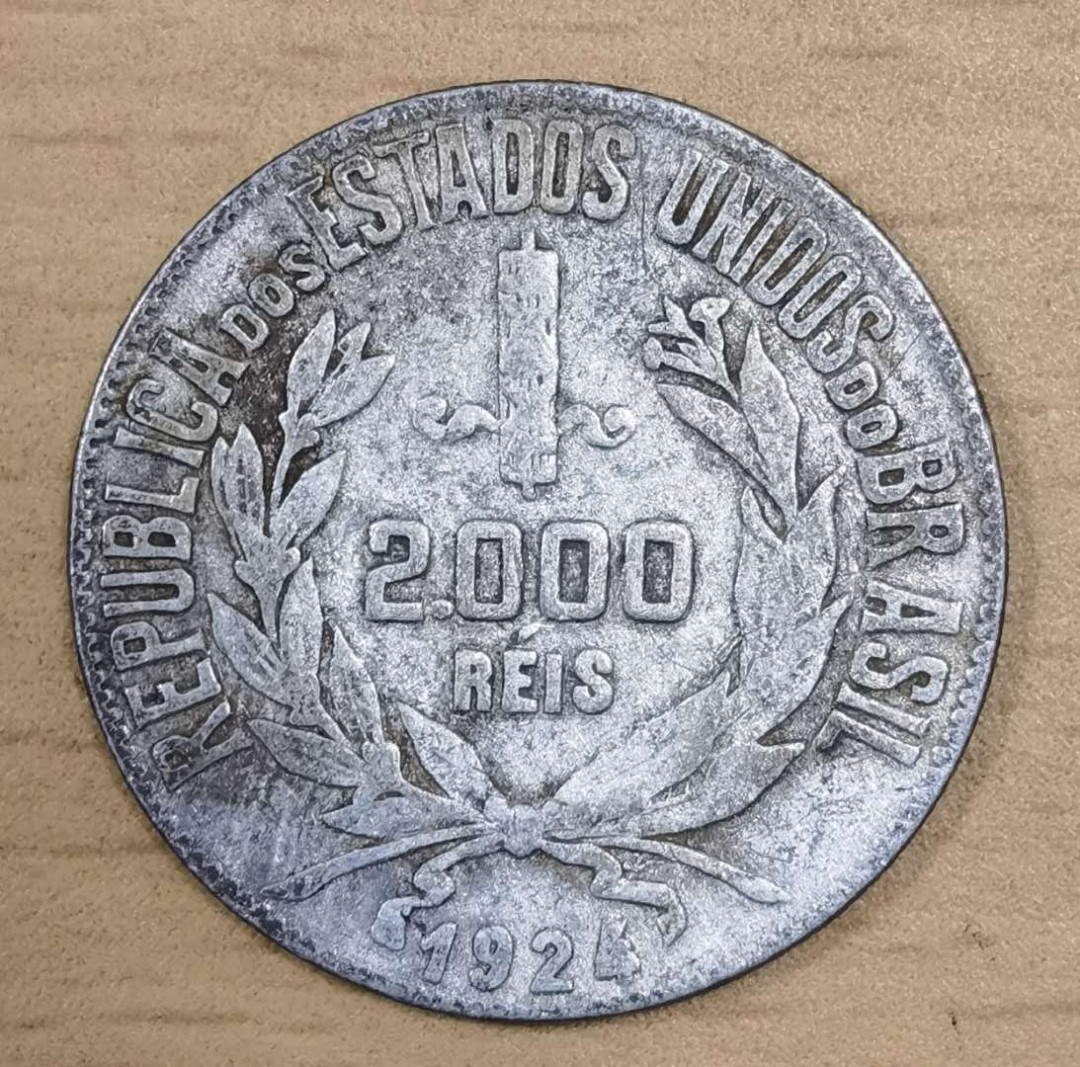 REPUBLICA DOS ESTADOS UNIDOS DO BRASIL
2.000
RÉIS
1924